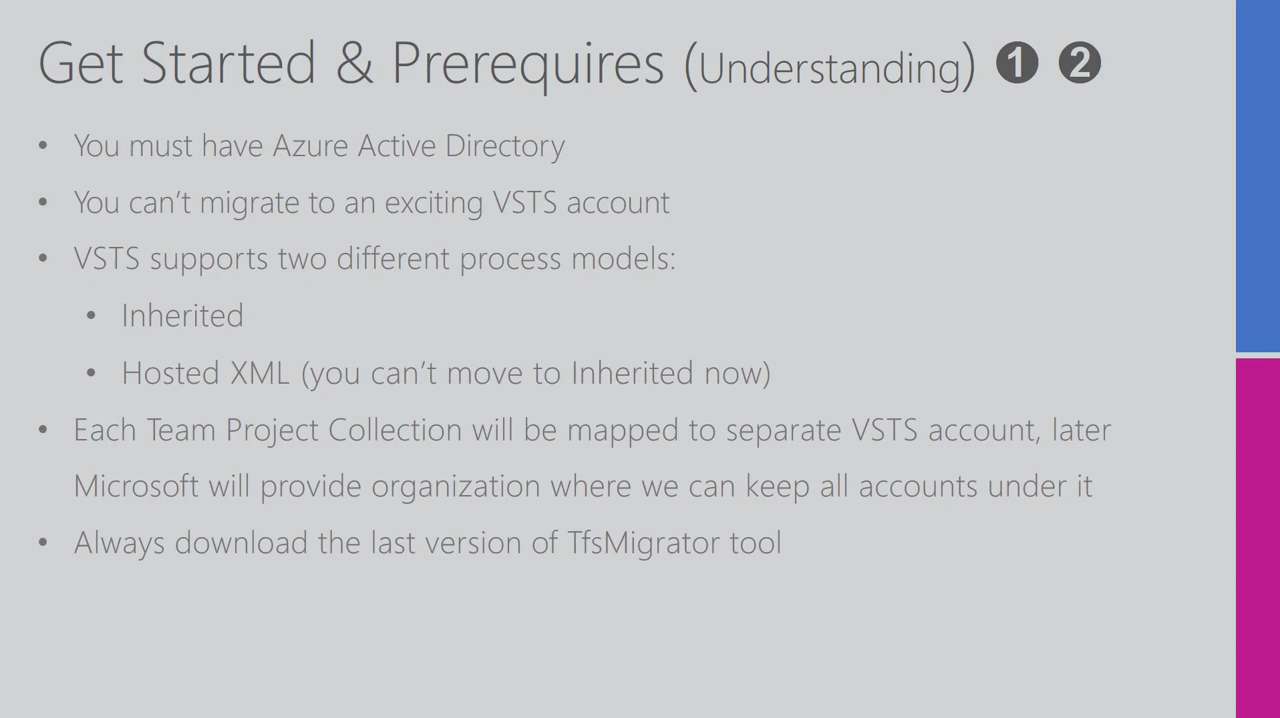 Get Started & Prerequires (Understanding) ❶ ❷
• You must have Azure Active Directory
• You can’t migrate to an exciting VSTS account
• VSTS supports two different process models:
• Inherited
• Hosted XML (you can’t move to Inherited now)
• Each Team Project Collection will be mapped to separate VSTS account, later
Microsoft will provide organization where we can keep all accounts under it
• Always download the last version of TfsMigrator tool